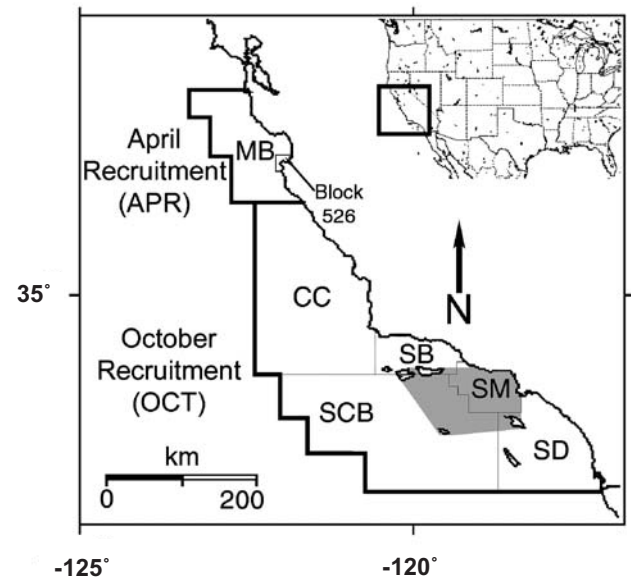 April
Recruitment
(APR)
MB
Block
526
35°
CC
N
October
Recruitment
(OCT)
SB
SM
SCB
SD
km
0 200
-125° -120°